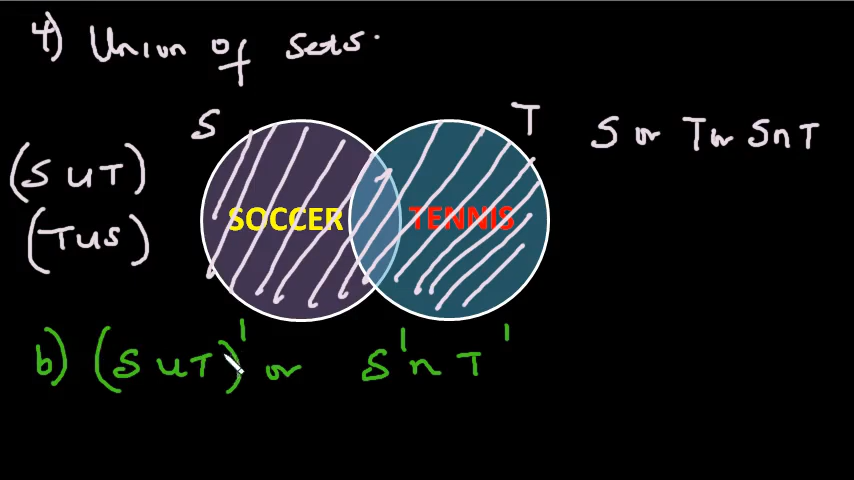 4) Union of Sets.
S T
S or T or S∩T
(S ∪ T)
SOCCER TENNIS
(T ∪ S)
b) (S ∪ T)' or S' ∩ T'